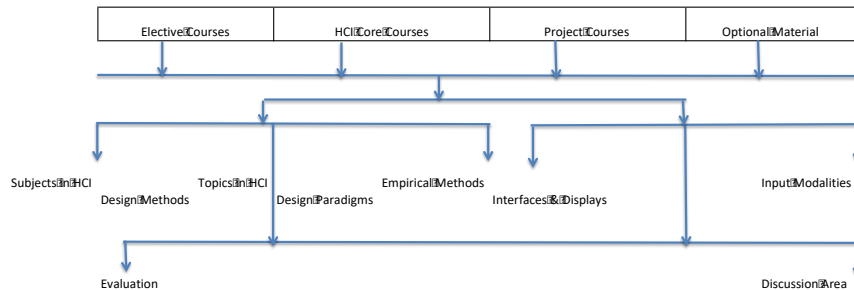 Elective Courses
HCI Core Courses
Project Courses
Optional Material
Subjects in HCI
Topics in HCI
Empirical Methods
Input Modalities
Design Methods
Design Paradigms
Interfaces & Displays
Evaluation
Discussion Area